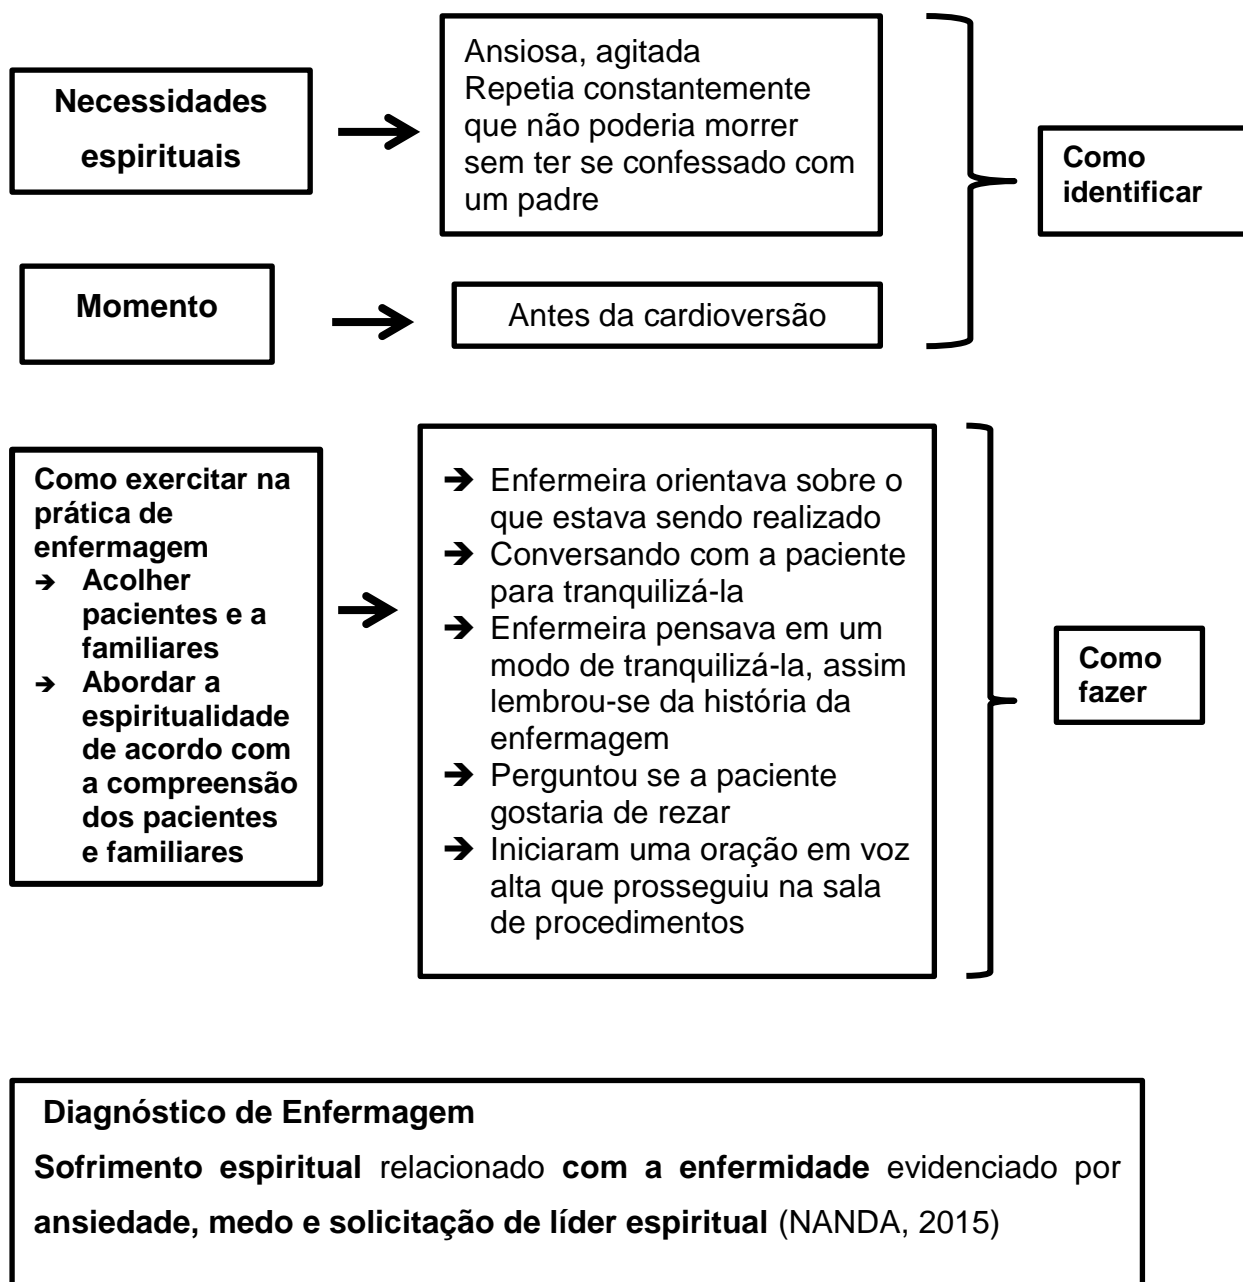 Necessidades
espirituais
Ansiosa, agitada
Repetia constantemente
que não poderia morrer
sem ter se confessado com
um padre
Como
identificar
Momento
Antes da cardioversão
Como exercitar na
prática de
enfermagem
➔ Acolher
pacientes e a
familiares
➔ Abordar a
espiritualidade
de acordo com
a compreensão
dos pacientes
e familiares
➔ Enfermeira orientava sobre o
que estava sendo realizado
➔ Conversando com a paciente
para tranquilizá-la
➔ Enfermeira pensava em um
modo de tranquilizá-la, assim
lembrou-se da história da
enfermagem
➔ Perguntou se a paciente
gostaria de rezar
➔ Iniciaram uma oração em voz
alta que prosseguiu na sala
de procedimentos
Como
fazer
Diagnóstico de Enfermagem
Sofrimento espiritual relacionado com a enfermidade evidenciado por
ansiedade, medo e solicitação de líder espiritual (NANDA, 2015)